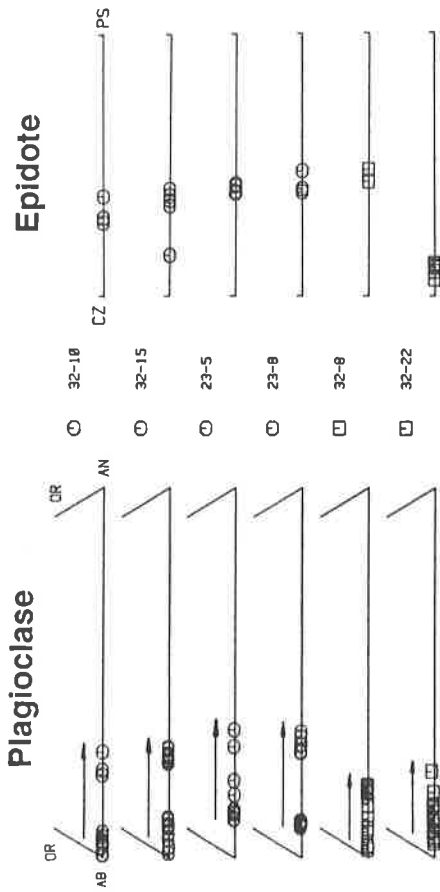 Plagioclase
Epidote
OR
OR
AB
AN
CZ
PS
32-10
32-15
23-5
23-8
32-8
32-22